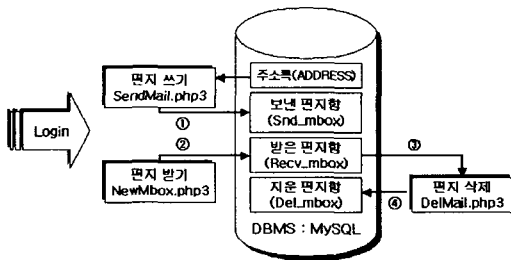 Login
편지 쓰기
SendMail.php3
①
②
편지 받기
NewMbox.php3
주소록(ADDRESS)
보낸 편지함
(Snd_mbox)
받은 편지함
(Recv_mbox)
지운 편지함
(Del_mbox)
DBMS : MySQL
③
④
편지 삭제
DelMail.php3